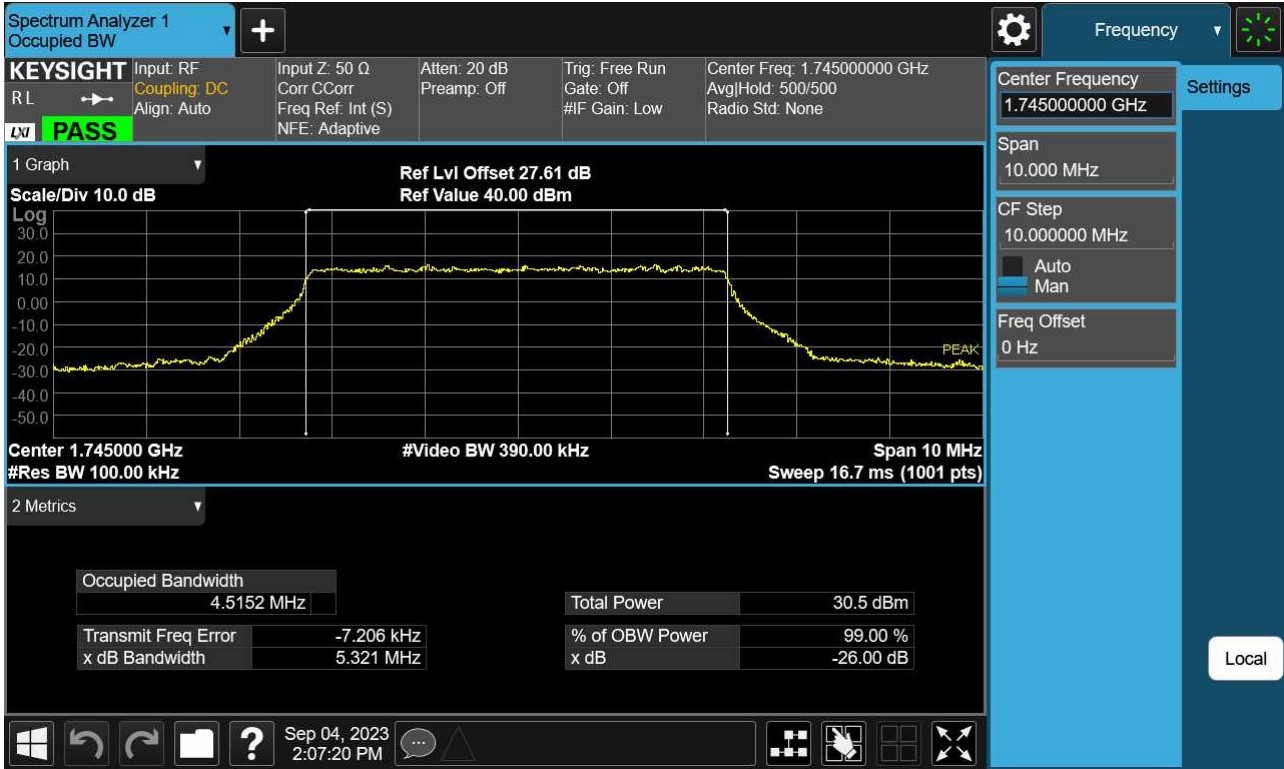 Spectrum Analyzer 1
Occupied BW
Frequency
KEYSIGHT
R L
LXI
PASS
Input: RF
Coupling: DC
Align: Auto
Input Z: 50 Ω
Corr CCorr
Freq Ref: Int (S)
NFE: Adaptive
Atten: 20 dB
Preamp: Off
Trig: Free Run
Gate: Off
#IF Gain: Low
Center Freq: 1.745000000 GHz
Avg|Hold: 500/500
Radio Std: None
Center Frequency
1.745000000 GHz
Settings
Span
10.000 MHz
CF Step
10.000000 MHz
Auto
Man
Freq Offset
0 Hz
Local
1 Graph
Scale/Div 10.0 dB
Ref Lvl Offset 27.61 dB
Ref Value 40.00 dBm
Log
30.0
20.0
10.0
0.00
-10.0
-20.0
-30.0
-40.0
-50.0
PEAK
Center 1.745000 GHz
#Video BW 390.00 kHz
Span 10 MHz
#Res BW 100.00 kHz
Sweep 16.7 ms (1001 pts)
2 Metrics
Occupied Bandwidth
4.5152 MHz
Total Power 30.5 dBm
Transmit Freq Error -7.206 kHz
% of OBW Power 99.00 %
x dB Bandwidth 5.321 MHz
x dB -26.00 dB
Sep 04, 2023
2:07:20 PM